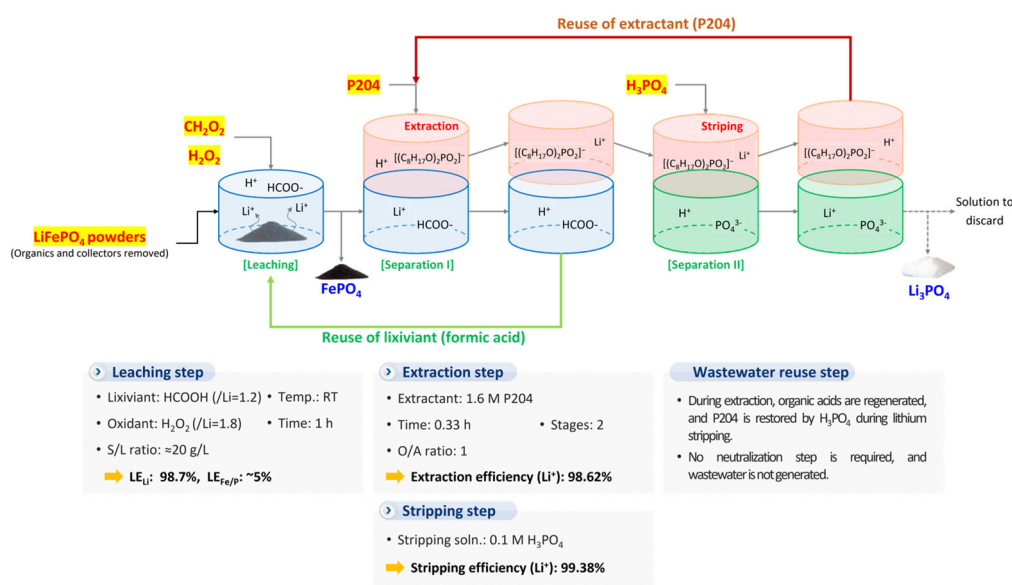 Reuse of extractant (P204)
P204
H₃PO₄
CH₂O₂
H₂O₂
Extraction
Striping
H⁺
[(C₈H₁₇O)₂PO₂]⁻
[(C₈H₁₇O)₂PO₂]⁻
Li⁺
[(C₈H₁₇O)₂PO₂]⁻
Li⁺
[(C₈H₁₇O)₂PO₂]⁻
H⁺
H⁺
HCOO-
Li⁺
Li⁺
Li⁺
HCOO-
H⁺
HCOO-
H⁺
PO₄³⁻
Li⁺
PO₄³⁻
Solution to
discard
LiFePO₄ powders
(Organics and collectors removed)
[Leaching]
[Separation I]
[Separation II]
FePO₄
Li₃PO₄
Reuse of lixiviant (formic acid)
Leaching step
• Lixiviant: HCOOH (/Li=1.2)
• Temp.: RT
• Oxidant: H₂O₂ (/Li=1.8)
• Time: 1 h
• S/L ratio: ≈20 g/L
LE_Li: 98.7%, LE_Fe/P: ~5%
Extraction step
• Extractant: 1.6 M P204
• Time: 0.33 h
• Stages: 2
• O/A ratio: 1
Extraction efficiency (Li⁺): 98.62%
Stripping step
• Stripping soln.: 0.1 M H₃PO₄
Stripping efficiency (Li⁺): 99.38%
Wastewater reuse step
• During extraction, organic acids are regenerated,
and P204 is restored by H₃PO₄ during lithium
stripping.
• No neutralization step is required, and
wastewater is not generated.